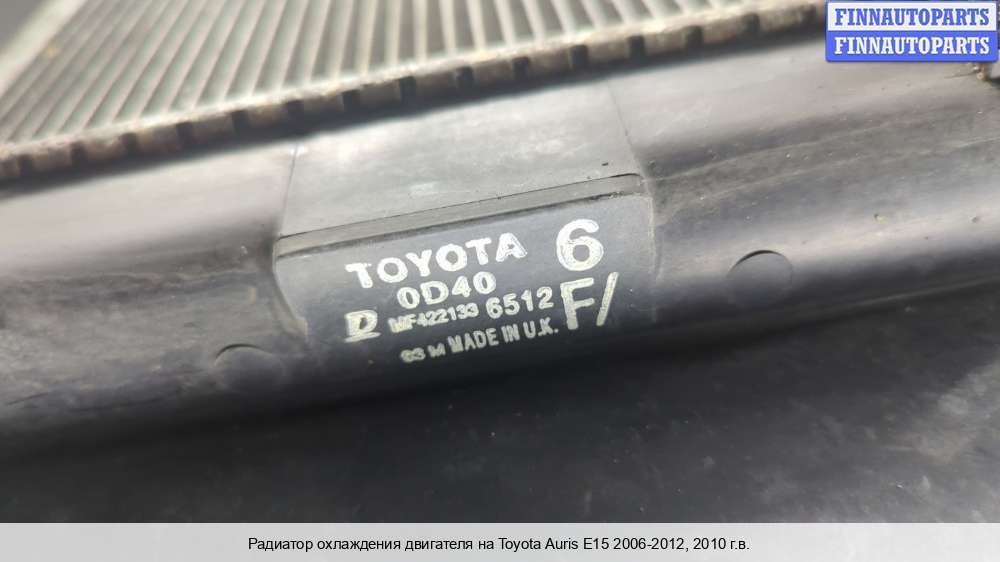 FINNAUTOPARTS
FINNAUTOPARTS
TOYOTA 6
0D40
D MF422133 6512 F/
03 M MADE IN U.K.
Радиатор охлаждения двигателя на Toyota Auris E15 2006-2012, 2010 г.в.